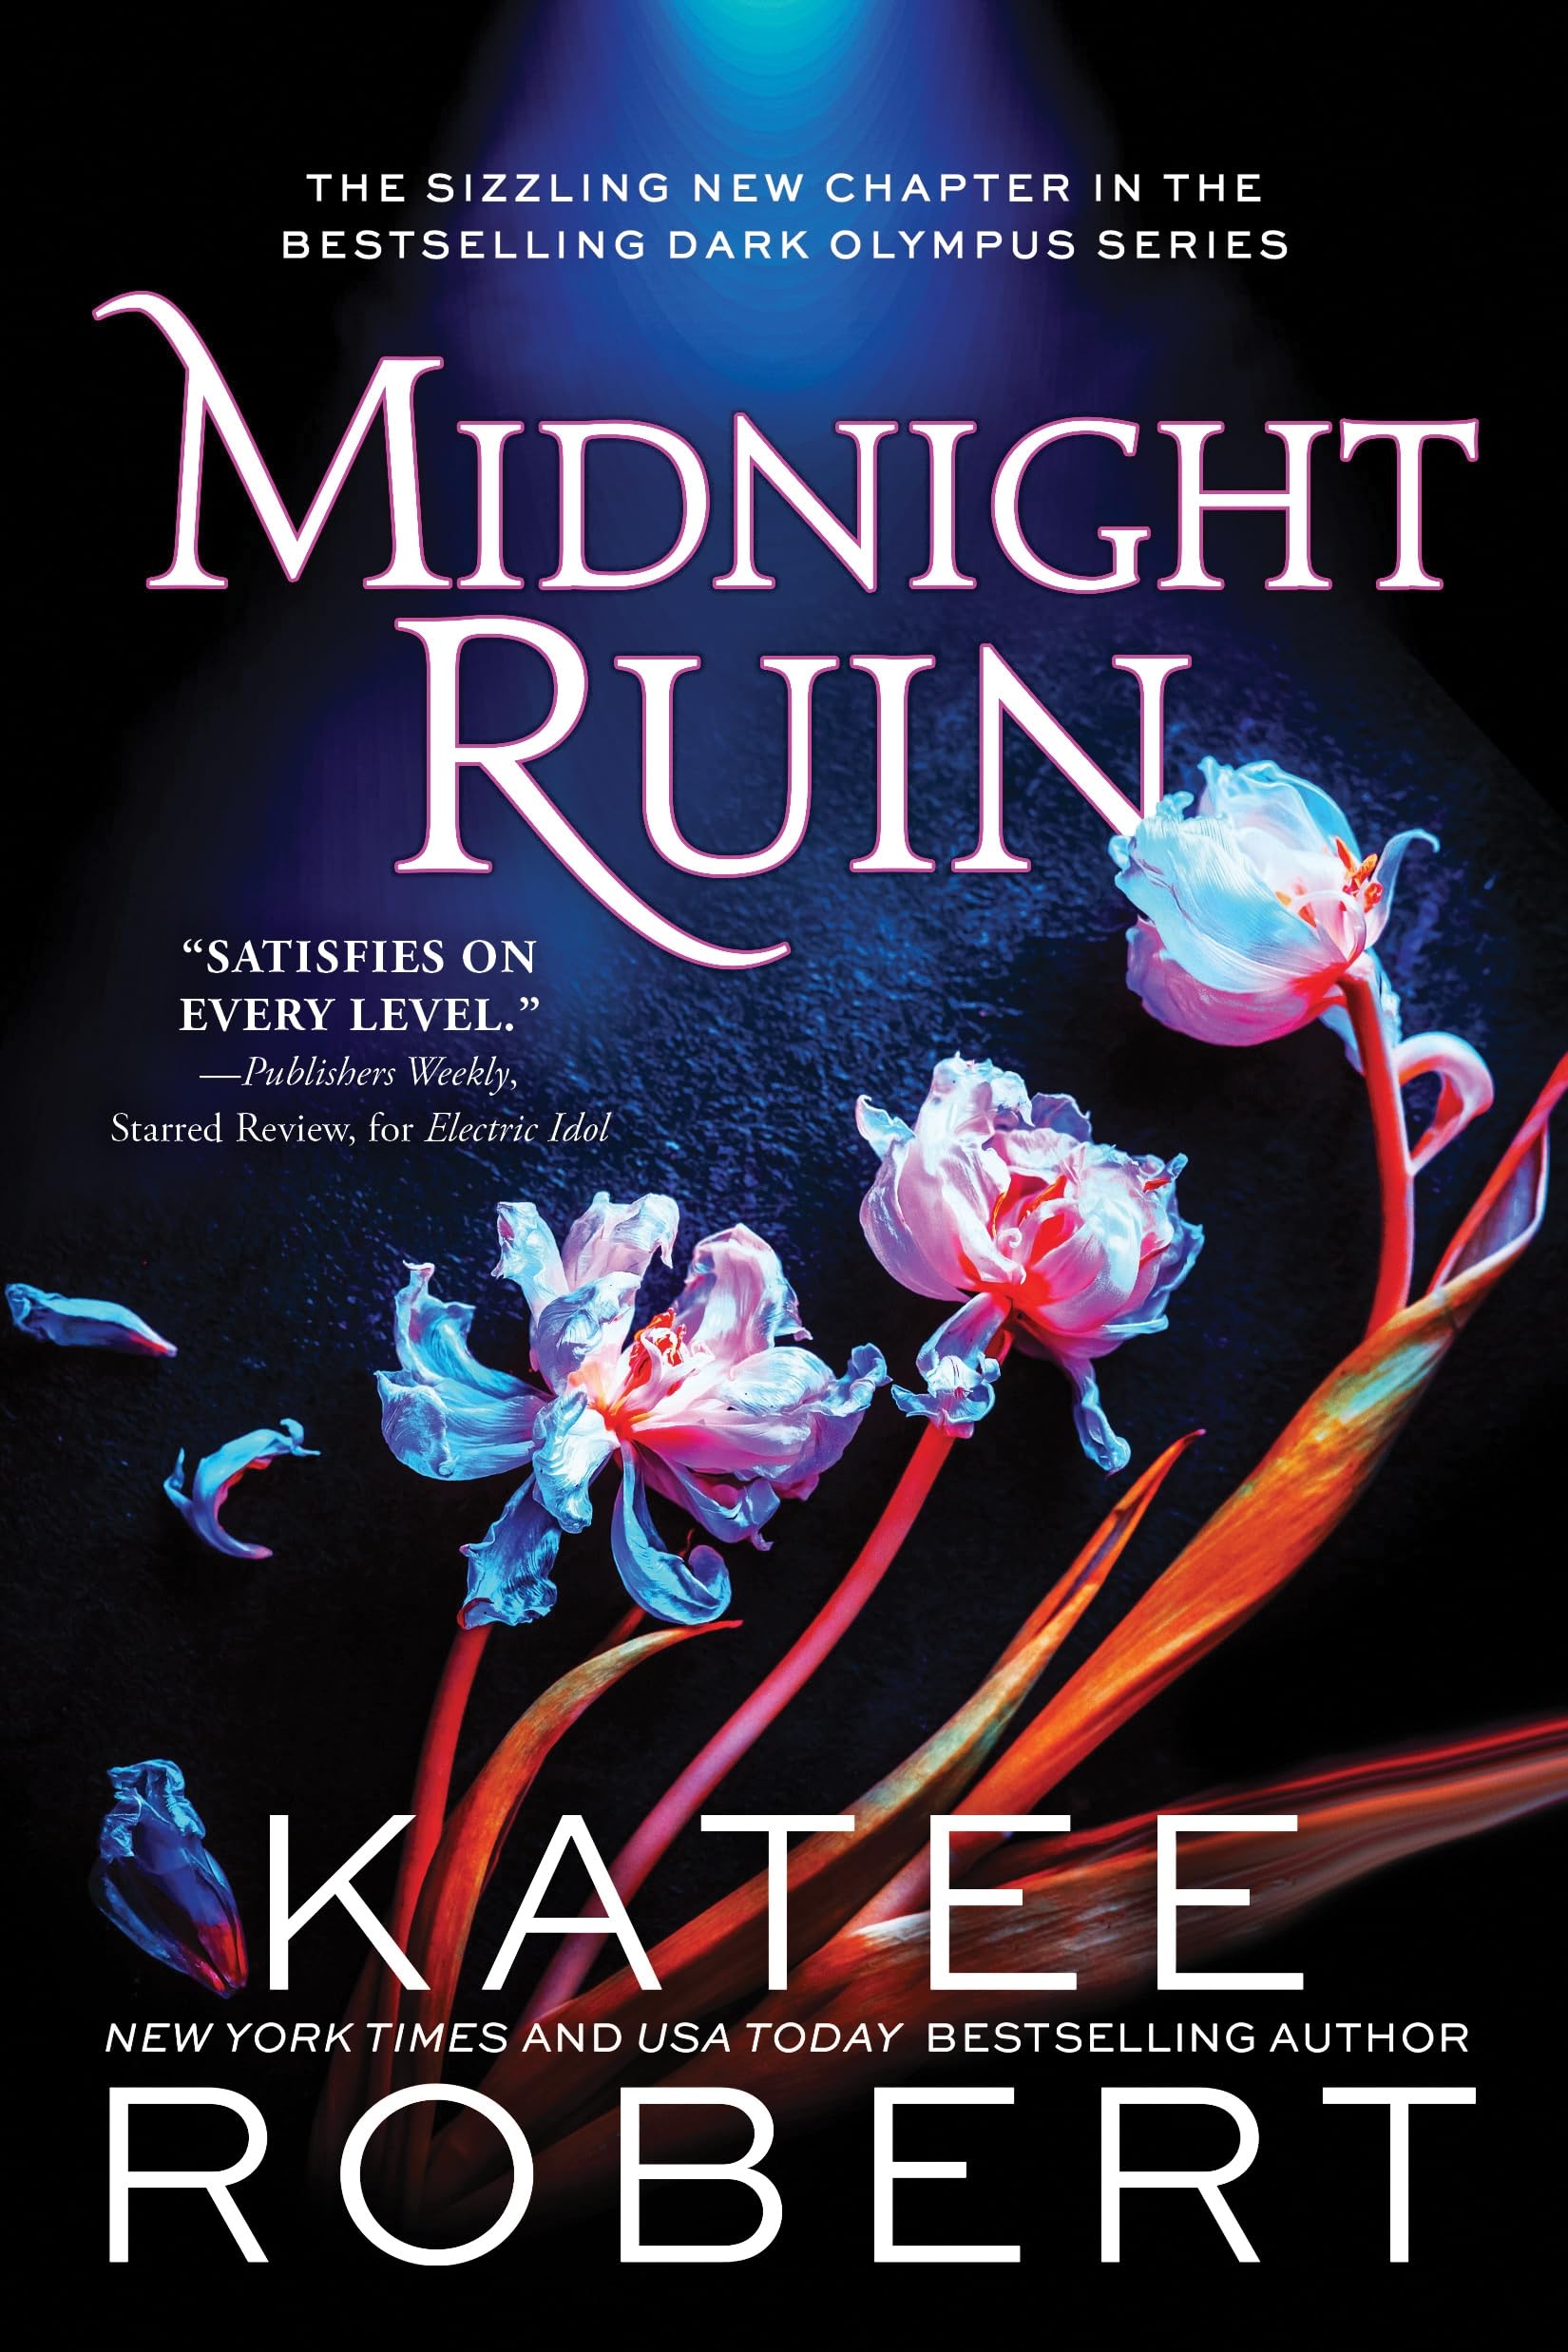 THE SIZZLING NEW CHAPTER IN THE
BESTSELLING DARK OLYMPUS SERIES
MIDNIGHT
RUIN
“SATISFIES ON
EVERY LEVEL.”
—Publishers Weekly,
Starred Review, for Electric Idol
KATEE
NEW YORK TIMES AND USA TODAY BESTSELLING AUTHOR
ROBERT